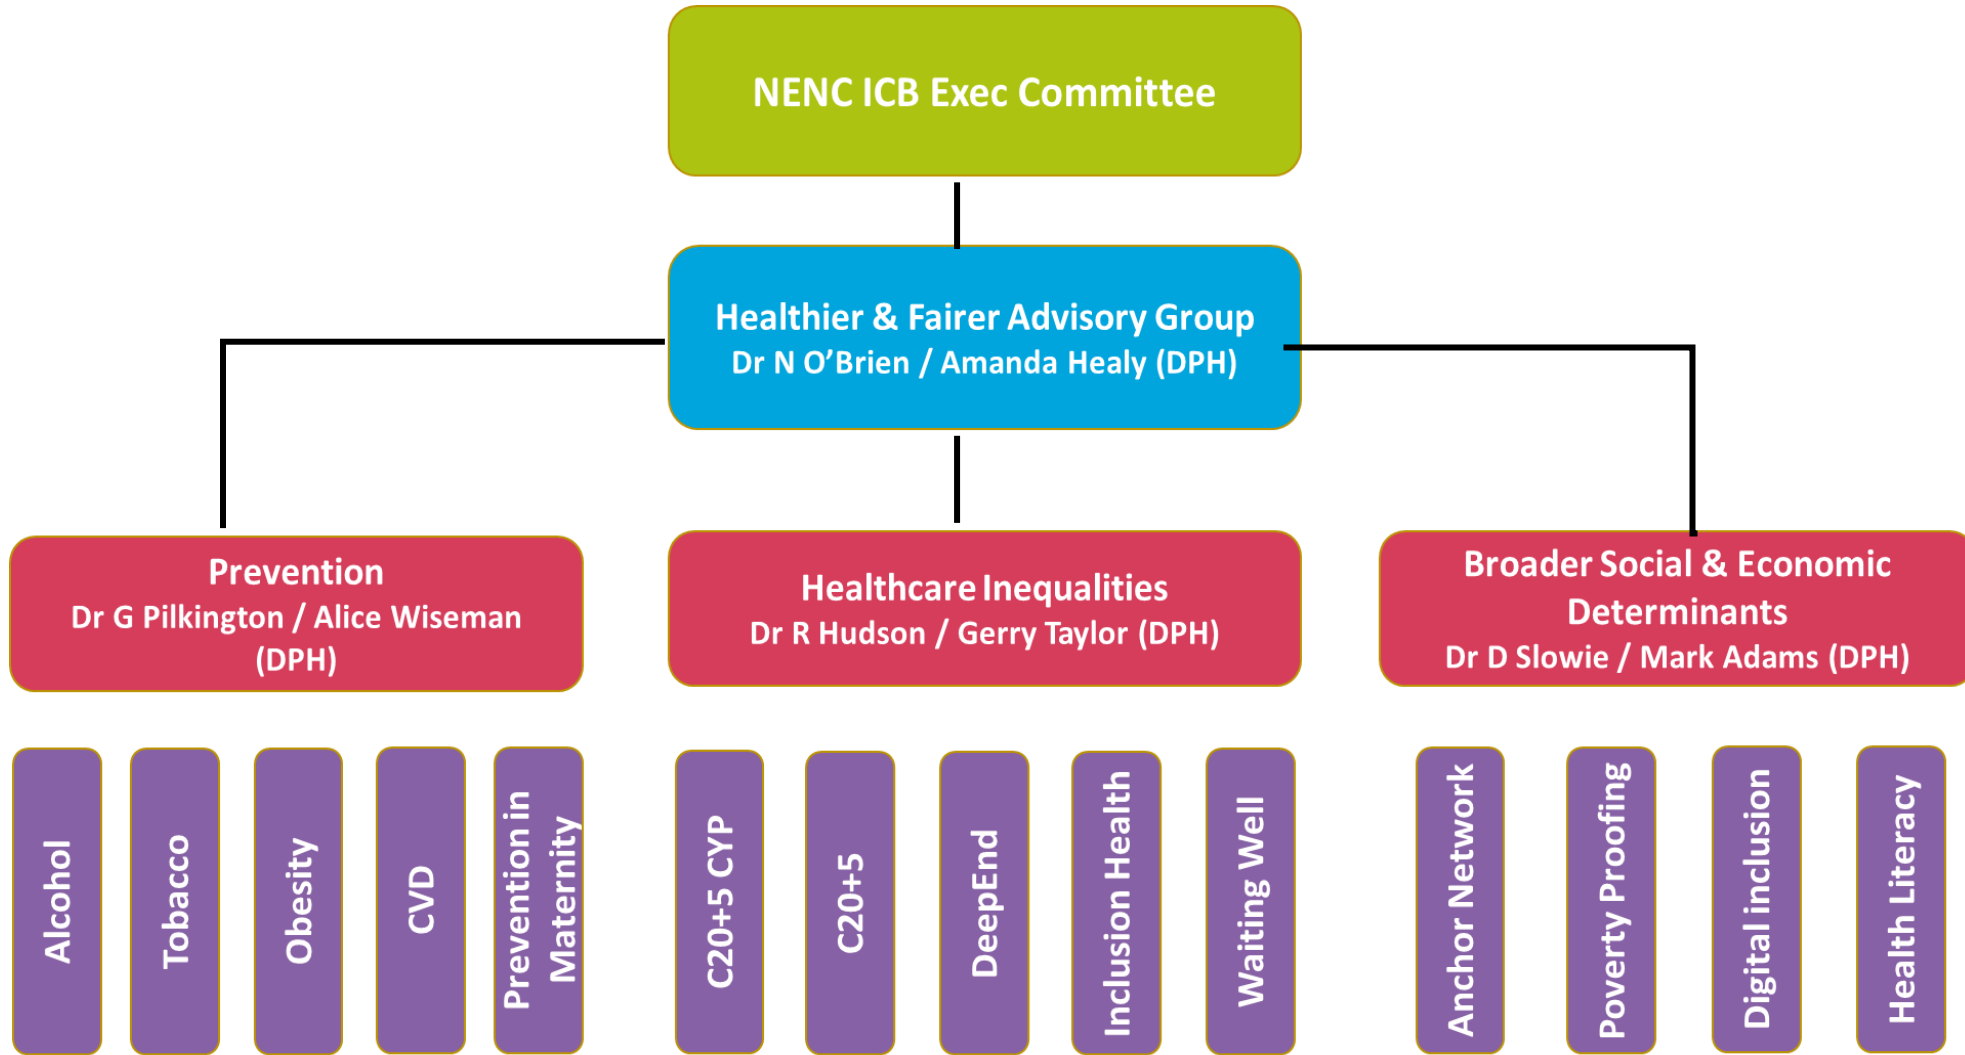 NENC ICB Exec Committee
Healthier & Fairer Advisory Group
Dr N O’Brien / Amanda Healy (DPH)
Prevention
Dr G Pilkington / Alice Wiseman
(DPH)
Healthcare Inequalities
Dr R Hudson / Gerry Taylor (DPH)
Broader Social & Economic
Determinants
Dr D Slowie / Mark Adams (DPH)
Alcohol
Tobacco
Obesity
CVD
Prevention in
Maternity
C20+5 CYP
C20+5
DeepEnd
Inclusion Health
Waiting Well
Anchor Network
Poverty Proofing
Digital inclusion
Health Literacy